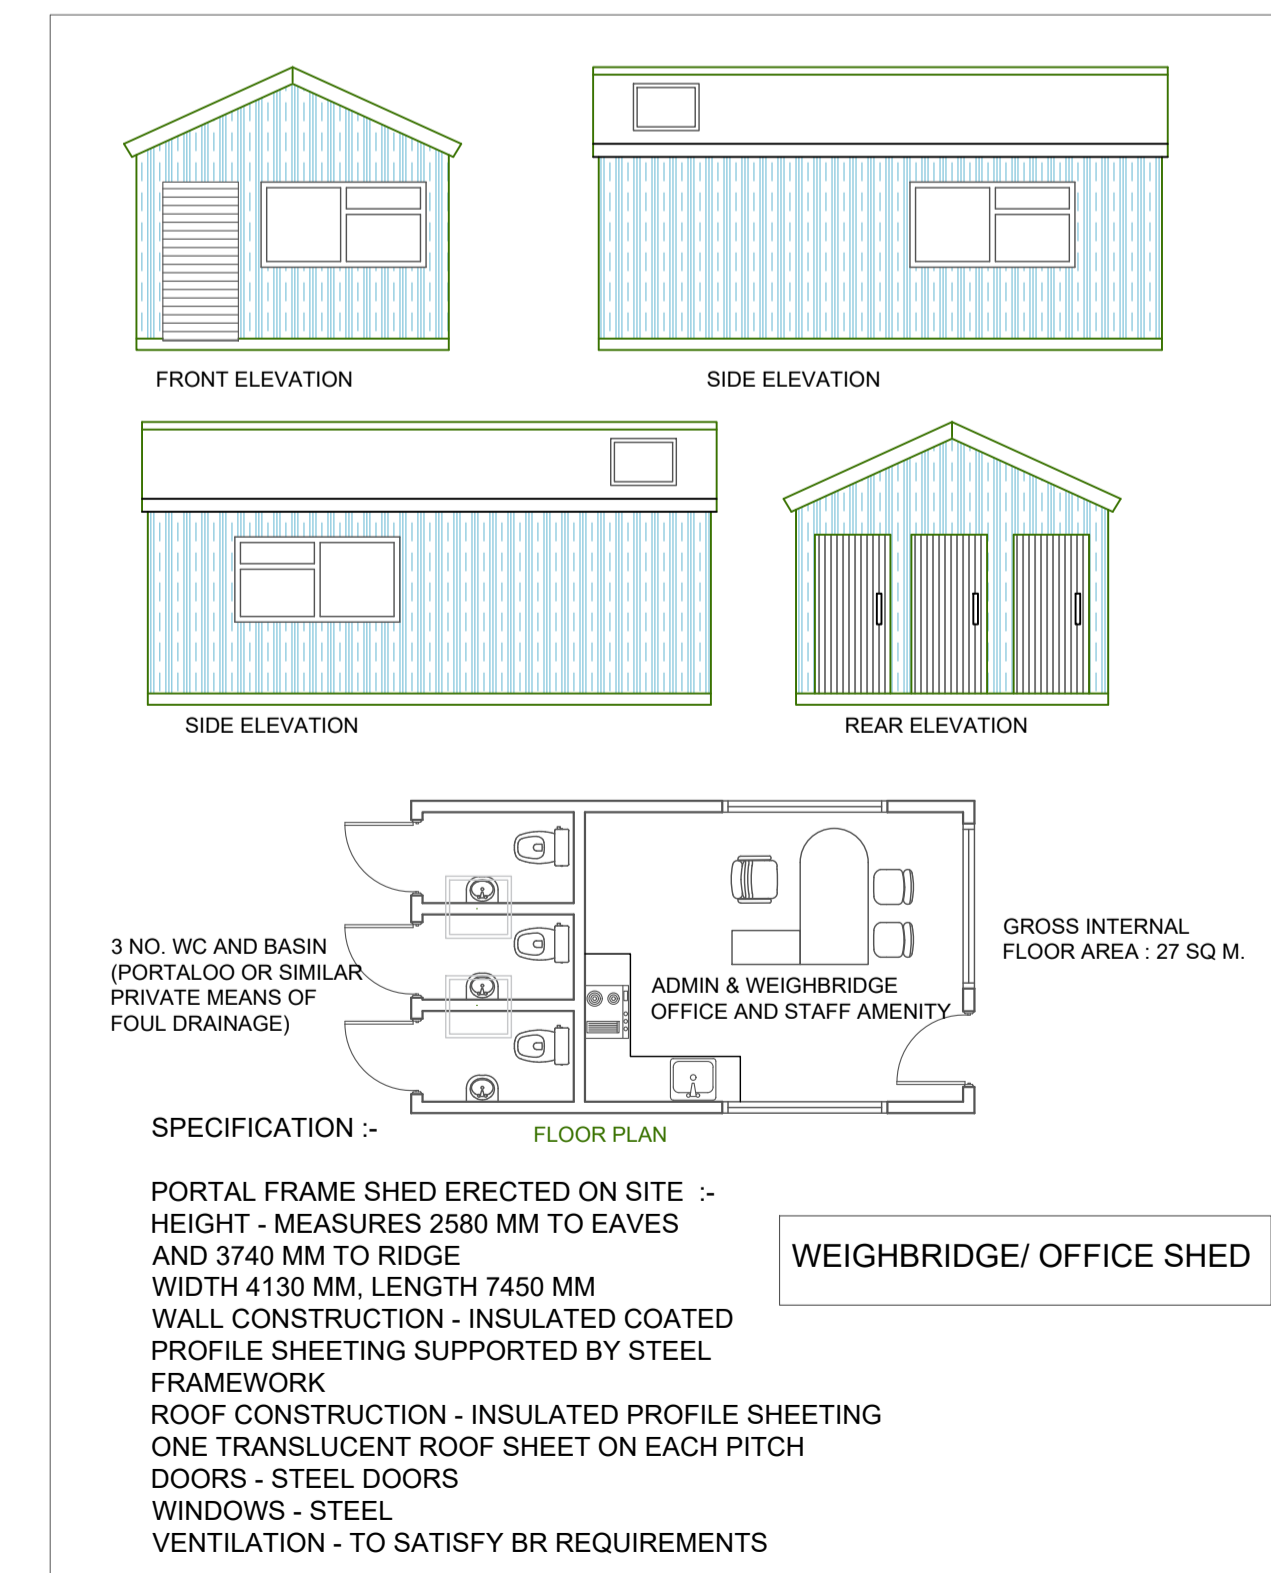 FRONT ELEVATION
SIDE ELEVATION
SIDE ELEVATION
REAR ELEVATION
3 NO. WC AND BASIN
(PORTALOO OR SIMILAR
PRIVATE MEANS OF
FOUL DRAINAGE)
ADMIN & WEIGHBRIDGE
OFFICE AND STAFF AMENITY
GROSS INTERNAL
FLOOR AREA : 27 SQ M.
FLOOR PLAN
SPECIFICATION :-
PORTAL FRAME SHED ERECTED ON SITE :-
HEIGHT - MEASURES 2580 MM TO EAVES
AND 3740 MM TO RIDGE
WIDTH 4130 MM, LENGTH 7450 MM
WALL CONSTRUCTION - INSULATED COATED
PROFILE SHEETING SUPPORTED BY STEEL
FRAMEWORK
ROOF CONSTRUCTION - INSULATED PROFILE SHEETING
ONE TRANSLUCENT ROOF SHEET ON EACH PITCH
DOORS - STEEL DOORS
WINDOWS - STEEL
VENTILATION - TO SATISFY BR REQUIREMENTS
WEIGHBRIDGE/ OFFICE SHED